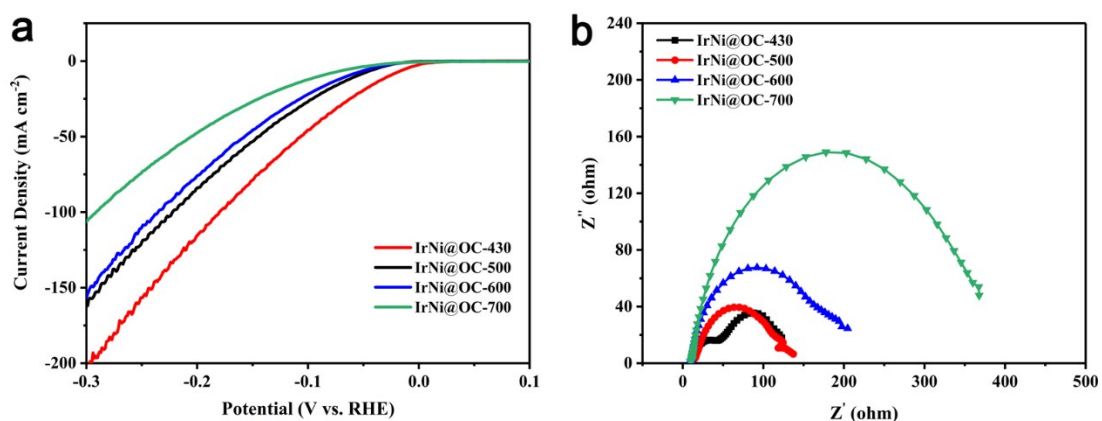 a
Current Density (mA cm⁻²)
0
-50
-100
-150
-200
-0.3
-0.2
-0.1
0.0
0.1
Potential (V vs. RHE)
IrNi@OC-430
IrNi@OC-500
IrNi@OC-600
IrNi@OC-700
b
Z'' (ohm)
240
200
160
120
80
40
0
0
100
200
300
400
500
Z' (ohm)
IrNi@OC-430
IrNi@OC-500
IrNi@OC-600
IrNi@OC-700